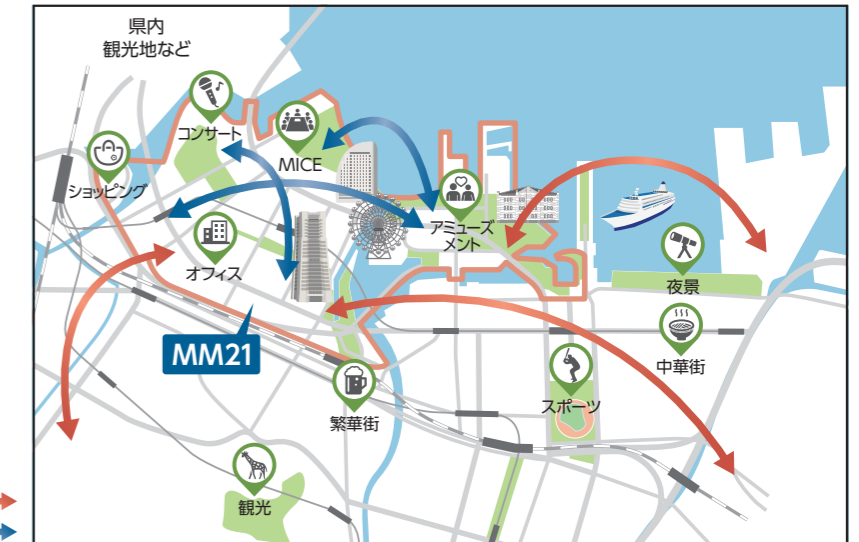 県内
観光地など
コンサート
MICE
ショッピング
アミューズ
メント
オフィス
夜景
MM21
中華街
スポーツ
繁華街
観光